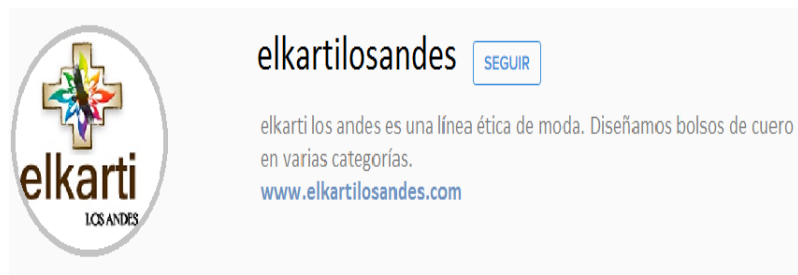 elkartilosandes
SEGUIR
elkarti los andes es una línea ética de moda. Diseñamos bolsos de cuero
en varias categorías.
www.elkartilosandes.com
elkarti
LOS ANDES